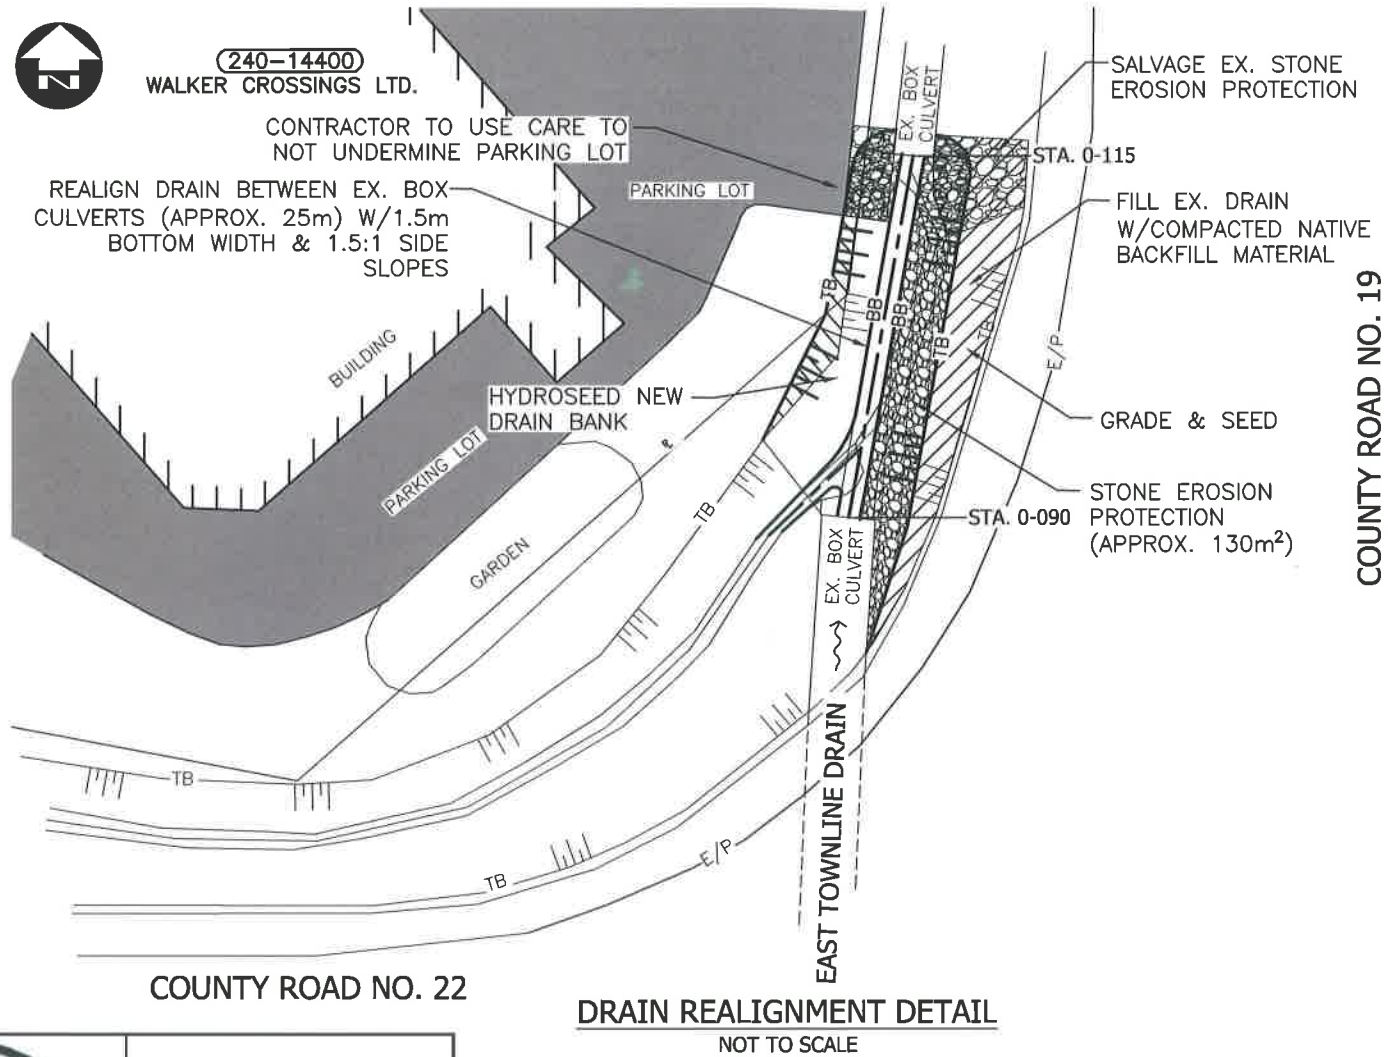 N
240-14400
WALKER CROSSINGS LTD.
CONTRACTOR TO USE CARE TO
NOT UNDERMINE PARKING LOT
REALIGN DRAIN BETWEEN EX. BOX
CULVERTS (APPROX. 25m) W/1.5m
BOTTOM WIDTH & 1.5:1 SIDE
SLOPES
PARKING LOT
EX. BOX
CULVERT
SALVAGE EX. STONE
EROSION PROTECTION
STA. 0-115
FILL EX. DRAIN
W/COMPACTED NATIVE
BACKFILL MATERIAL
COUNTY ROAD NO. 19
BUILDING
TB
BB
BB
TB
TB
E/P
HYDROSEED NEW
DRAIN BANK
GRADE & SEED
PARKING LOT
STONE EROSION
PROTECTION
(APPROX. 130m²)
STA. 0-090
TB
GARDEN
EX. BOX
CULVERT
TB
EAST TOWNLINE DRAIN
E/P
TB
COUNTY ROAD NO. 22
DRAIN REALIGNMENT DETAIL
NOT TO SCALE